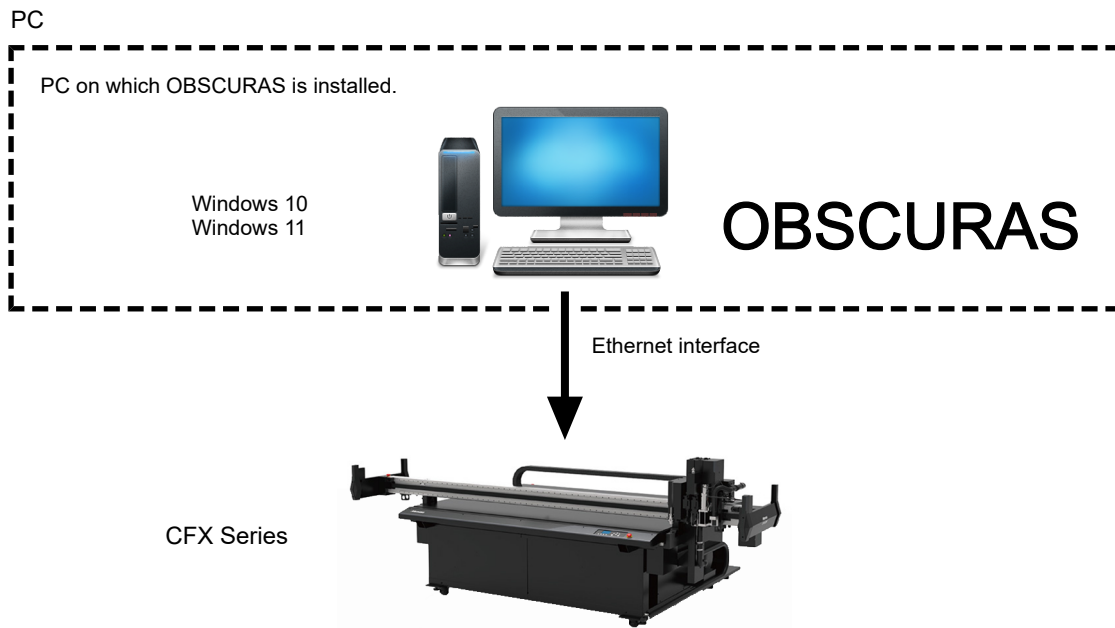 PC
PC on which OBSCURAS is installed.
Windows 10
Windows 11
OBSCURAS
Ethernet interface
CFX Series